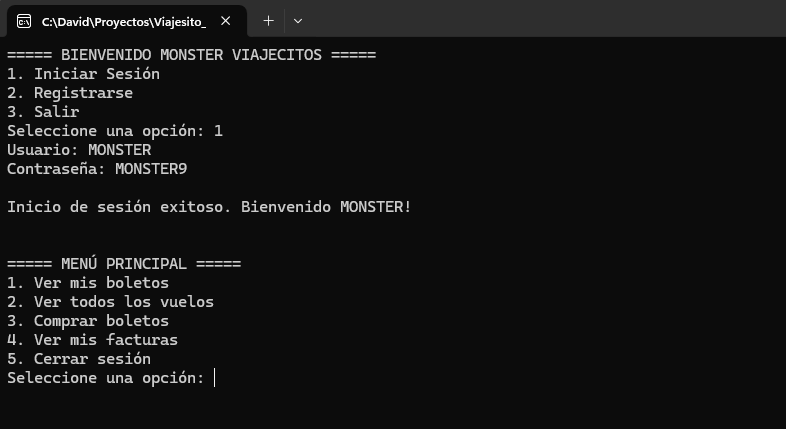 C:\David\Proyectos\Viajesito_
===== BIENVENIDO MONSTER VIAJECITOS =====
1. Iniciar Sesión
2. Registrarse
3. Salir
Seleccione una opción: 1
Usuario: MONSTER
Contraseña: MONSTER9
Inicio de sesión exitoso. Bienvenido MONSTER!
===== MENÚ PRINCIPAL =====
1. Ver mis boletos
2. Ver todos los vuelos
3. Comprar boletos
4. Ver mis facturas
5. Cerrar sesión
Seleccione una opción: